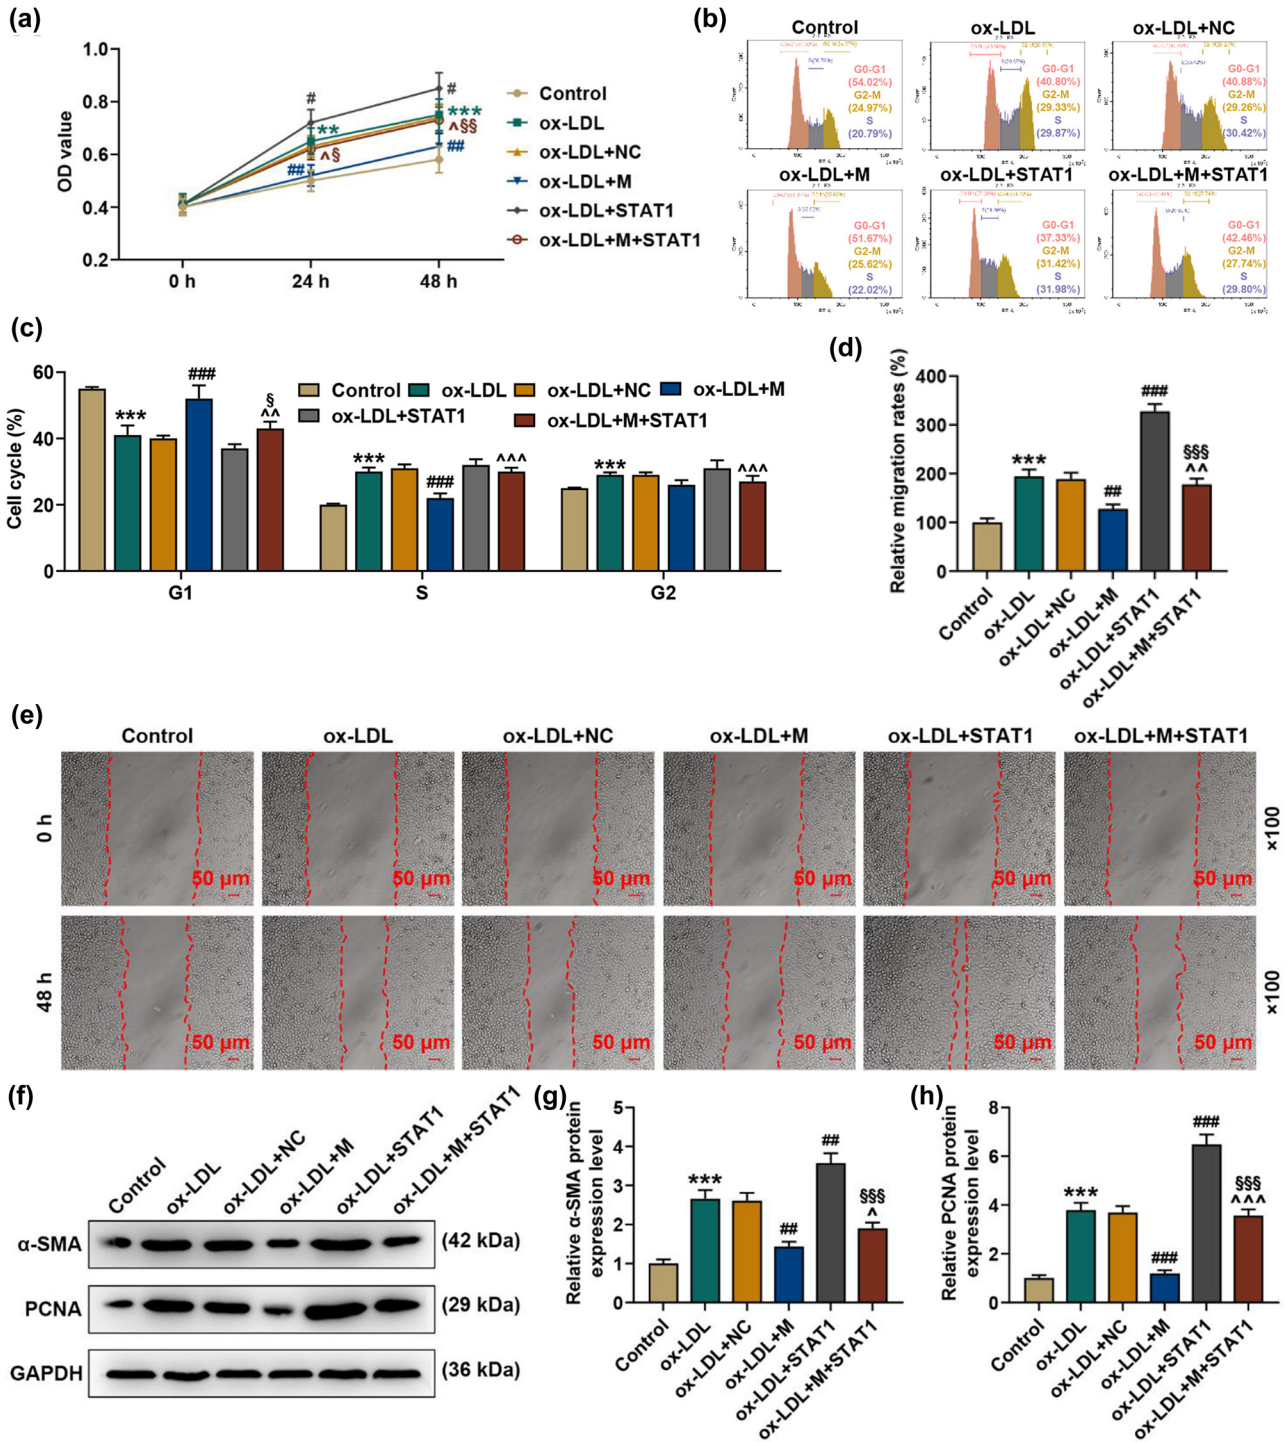 (a)
OD value
1.0
0.8
0.6
0.4
0.2
0 h
24 h
48 h
#
**
^§
##
#
***
^§§
##
Control
ox-LDL
ox-LDL+NC
ox-LDL+M
ox-LDL+STAT1
ox-LDL+M+STAT1
(b)
Control
G0-G1
(54.02%)
G2-M
(24.97%)
S
(20.79%)
ox-LDL
G0-G1
(40.80%)
G2-M
(29.33%)
S
(29.87%)
ox-LDL+NC
G0-G1
(40.88%)
G2-M
(29.26%)
S
(30.42%)
ox-LDL+M
G0-G1
(51.67%)
G2-M
(25.62%)
S
(22.02%)
ox-LDL+STAT1
G0-G1
(37.33%)
G2-M
(31.42%)
S
(31.98%)
ox-LDL+M+STAT1
G0-G1
(42.46%)
G2-M
(27.74%)
S
(29.80%)
(c)
Cell cycle (%)
60
40
20
0
Control
ox-LDL
ox-LDL+NC
ox-LDL+M
ox-LDL+STAT1
ox-LDL+M+STAT1
***
###
§
^^
***
###
^^^
***
^^^
G1
S
G2
(d)
Relative migration rates (%)
400
300
200
100
0
***
##
###
§§§
^^
Control
ox-LDL
ox-LDL+NC
ox-LDL+M
ox-LDL+STAT1
ox-LDL+M+STAT1
(e)
Control
ox-LDL
ox-LDL+NC
ox-LDL+M
ox-LDL+STAT1
ox-LDL+M+STAT1
0 h
50 μm
50 μm
50 μm
50 μm
50 μm
50 μm
×100
48 h
50 μm
50 μm
50 μm
50 μm
50 μm
50 μm
×100
(f)
Control
ox-LDL
ox-LDL+NC
ox-LDL+M
ox-LDL+STAT1
ox-LDL+M+STAT1
α-SMA
(42 kDa)
PCNA
(29 kDa)
GAPDH
(36 kDa)
(g)
Relative α-SMA protein
expression level
5
4
3
2
1
0
***
##
##
§§§
^
Control
ox-LDL
ox-LDL+NC
ox-LDL+M
ox-LDL+STAT1
ox-LDL+M+STAT1
(h)
Relative PCNA protein
expression level
8
6
4
2
0
***
###
###
§§§
^^^
Control
ox-LDL
ox-LDL+NC
ox-LDL+M
ox-LDL+STAT1
ox-LDL+M+STAT1